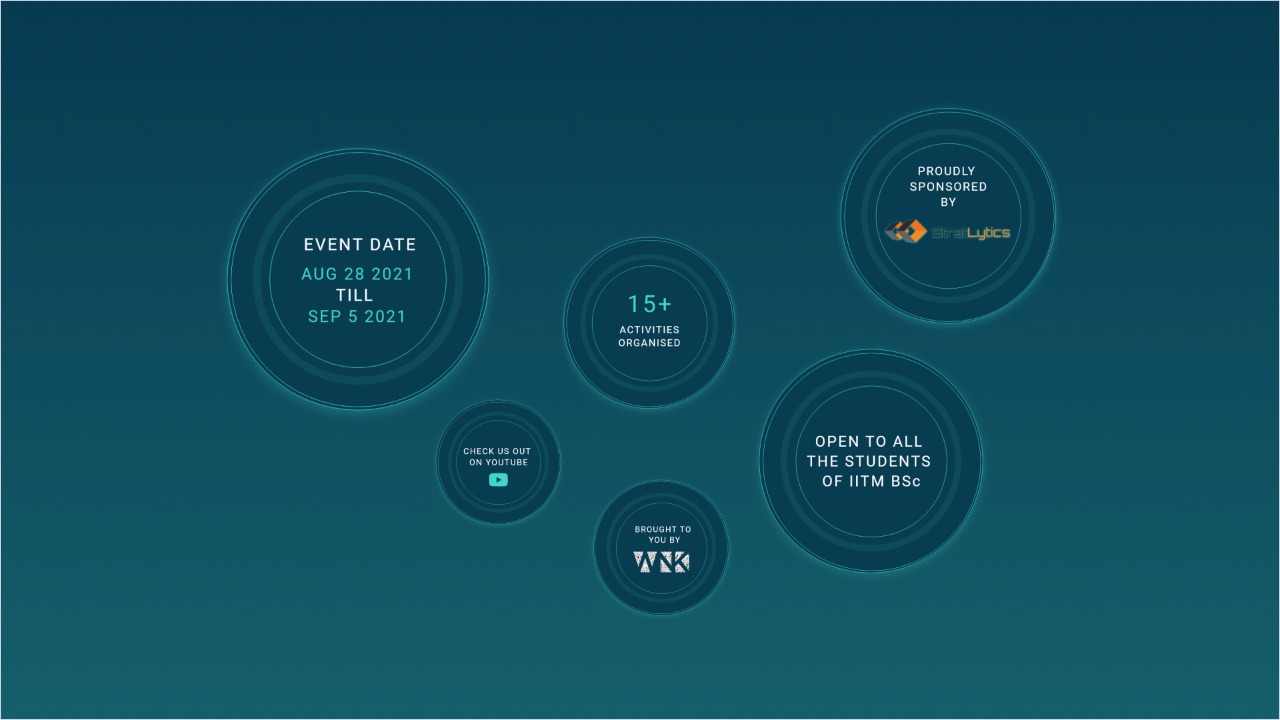 EVENT DATE
AUG 28 2021
TILL
SEP 5 2021
15+
ACTIVITIES
ORGANISED
PROUDLY
SPONSORED
BY
StratLytics
CHECK US OUT
ON YOUTUBE
BROUGHT TO
YOU BY
WNK
OPEN TO ALL
THE STUDENTS
OF IITM BSc